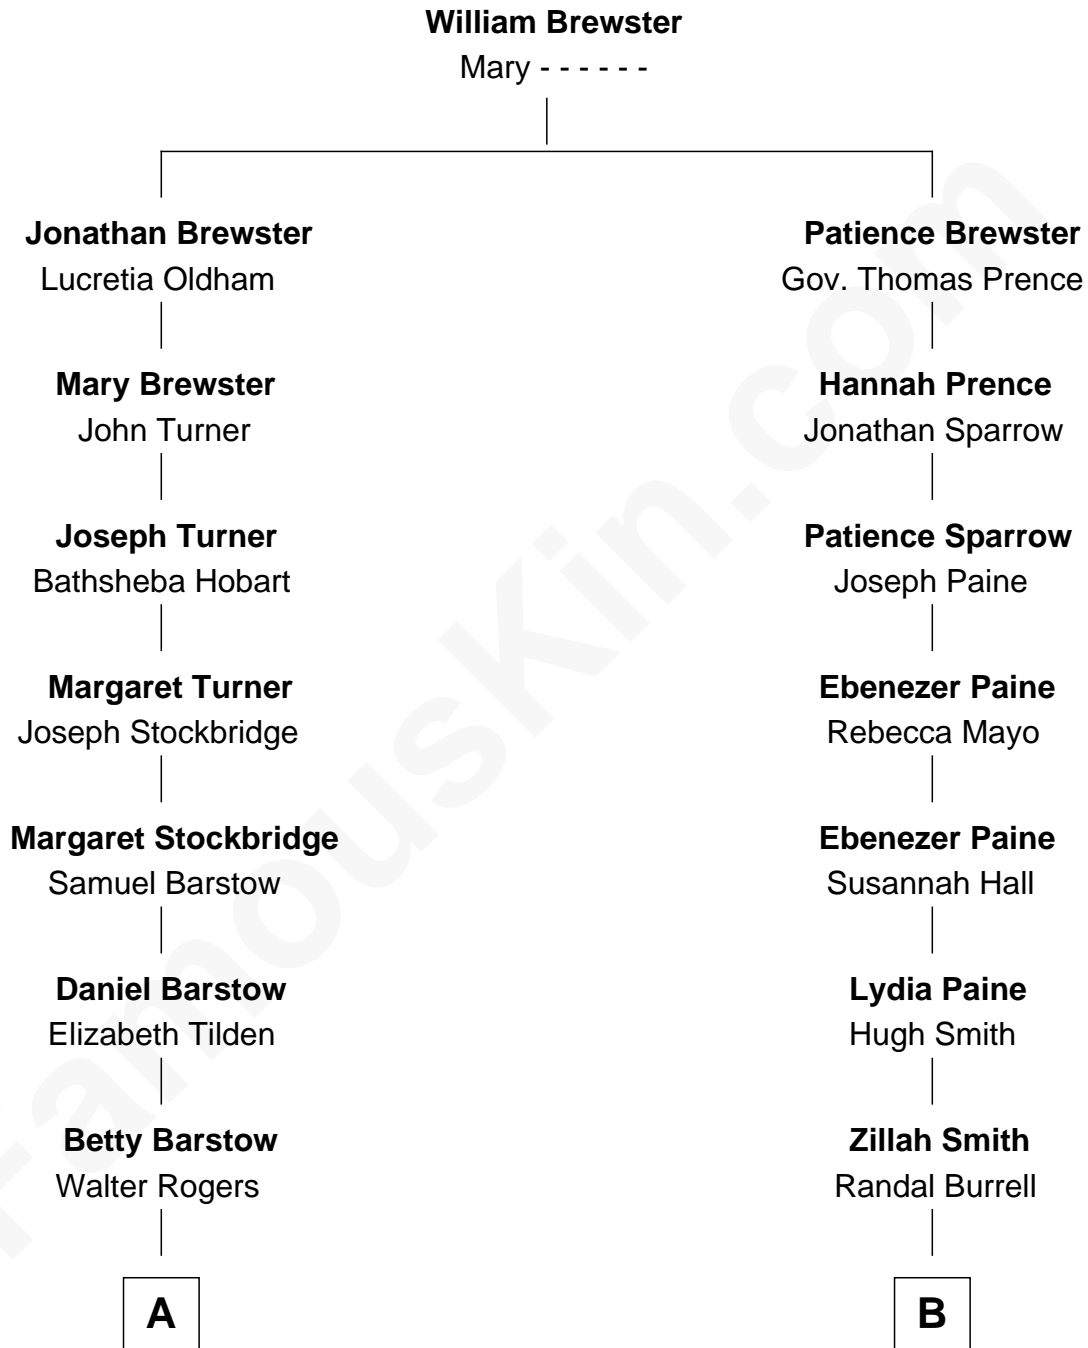 William Brewster
Mary - - - - - -
Jonathan Brewster
Lucretia Oldham
Patience Brewster
Gov. Thomas Prence
Mary Brewster
John Turner
Hannah Prence
Jonathan Sparrow
Joseph Turner
Bathsheba Hobart
Patience Sparrow
Joseph Paine
Margaret Turner
Joseph Stockbridge
Ebenezer Paine
Rebecca Mayo
Margaret Stockbridge
Samuel Barstow
Ebenezer Paine
Susannah Hall
Daniel Barstow
Elizabeth Tilden
Lydia Paine
Hugh Smith
Betty Barstow
Walter Rogers
Zillah Smith
Randal Burrell
A
B
FamousKin.com